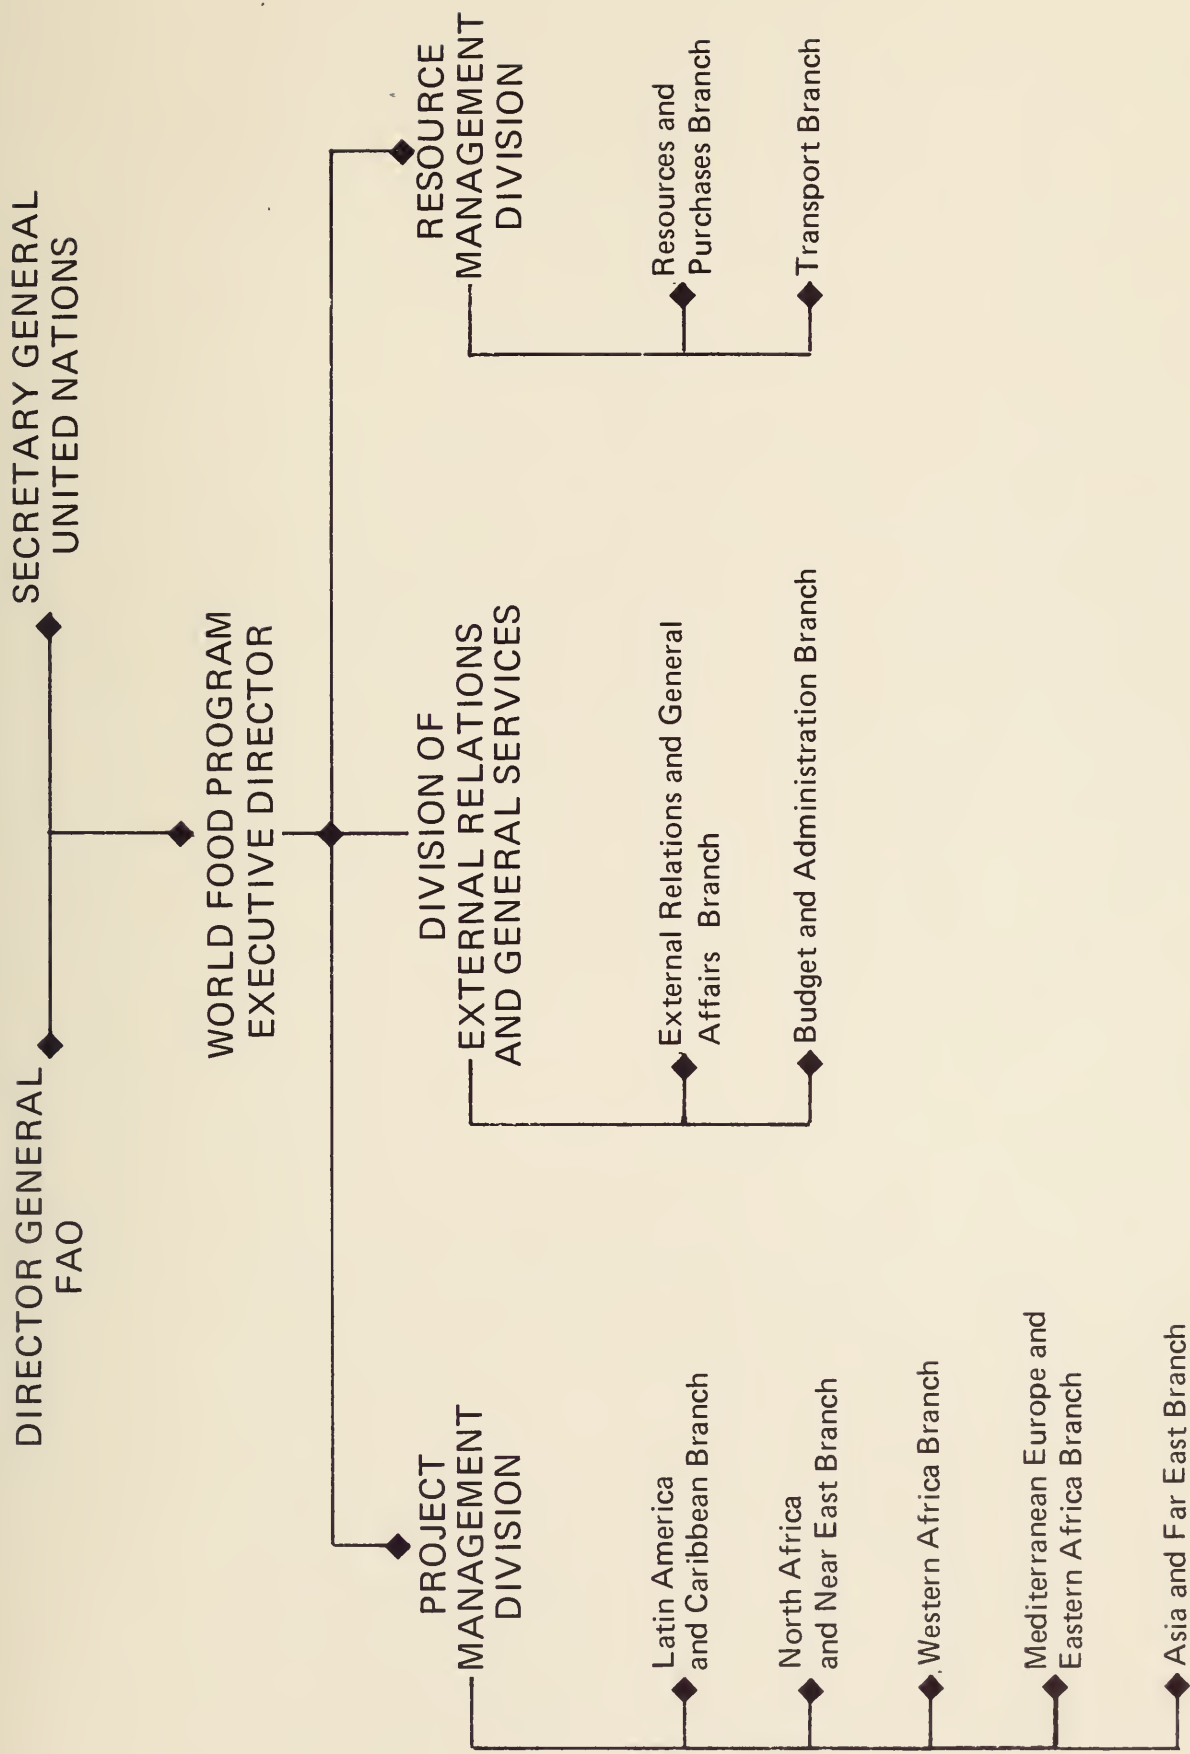 DIRECTOR GENERAL
FAO
SECRETARY GENERAL
UNITED NATIONS
WORLD FOOD PROGRAM
EXECUTIVE DIRECTOR
PROJECT
MANAGEMENT
DIVISION
Latin America
and Caribbean Branch
North Africa
and Near East Branch
Western Africa Branch
Mediterranean Europe and
Eastern Africa Branch
Asia and Far East Branch
DIVISION OF
EXTERNAL RELATIONS
AND GENERAL SERVICES
External Relations and General
Affairs Branch
Budget and Administration Branch
RESOURCE
MANAGEMENT
DIVISION
Resources and
Purchases Branch
Transport Branch